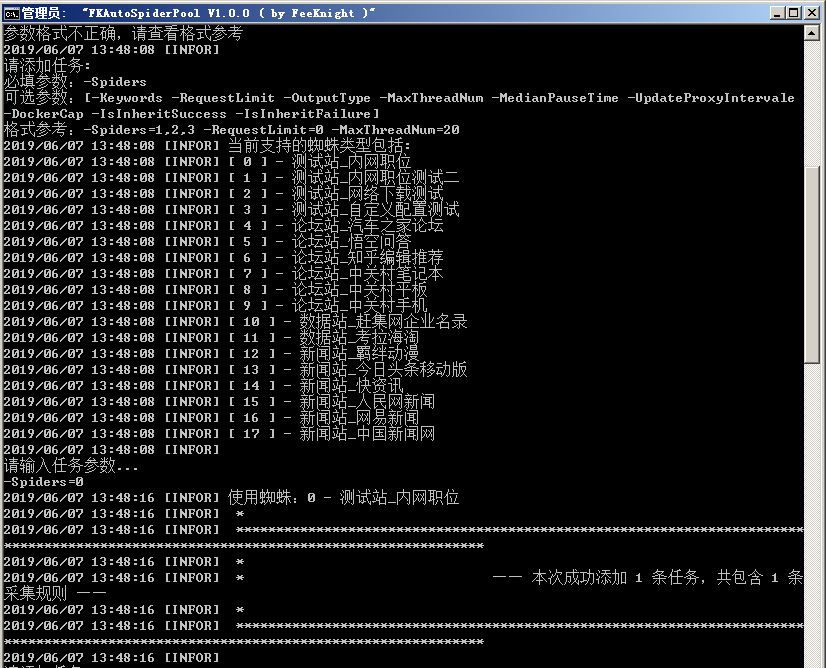 管理员: "FKAutoSpiderPool V1.0.0 ( by FeeKnight )"
参数格式不正确，请查看格式参考
2019/06/07 13:48:08 [INFOR]
请添加任务:
必填参数: -Spiders
可选参数: [-Keywords -RequestLimit -OutputType -MaxThreadNum -MedianPauseTime -UpdateProxyIntervale
-DockerCap -IsInheritSuccess -IsInheritFailure]
格式参考: -Spiders=1,2,3 -RequestLimit=0 -MaxThreadNum=20
2019/06/07 13:48:08 [INFOR] 当前支持的蜘蛛类型包括:
2019/06/07 13:48:08 [INFOR] [ 0 ] - 测试站_内网职位
2019/06/07 13:48:08 [INFOR] [ 1 ] - 测试站_内网职位测试二
2019/06/07 13:48:08 [INFOR] [ 2 ] - 测试站_网络下载测试
2019/06/07 13:48:08 [INFOR] [ 3 ] - 测试站_自定义配置测试
2019/06/07 13:48:08 [INFOR] [ 4 ] - 论坛站_汽车之家论坛
2019/06/07 13:48:08 [INFOR] [ 5 ] - 论坛站_悟空问答
2019/06/07 13:48:08 [INFOR] [ 6 ] - 论坛站_知乎编辑推荐
2019/06/07 13:48:08 [INFOR] [ 7 ] - 论坛站_中关村笔记本
2019/06/07 13:48:08 [INFOR] [ 8 ] - 论坛站_中关村平板
2019/06/07 13:48:08 [INFOR] [ 9 ] - 论坛站_中关村手机
2019/06/07 13:48:08 [INFOR] [ 10 ] - 数据站_赶集网企业名录
2019/06/07 13:48:08 [INFOR] [ 11 ] - 数据站_考拉海淘
2019/06/07 13:48:08 [INFOR] [ 12 ] - 新闻站_羁绊动漫
2019/06/07 13:48:08 [INFOR] [ 13 ] - 新闻站_今日头条移动版
2019/06/07 13:48:08 [INFOR] [ 14 ] - 新闻站_快资讯
2019/06/07 13:48:08 [INFOR] [ 15 ] - 新闻站_人民网新闻
2019/06/07 13:48:08 [INFOR] [ 16 ] - 新闻站_网易新闻
2019/06/07 13:48:08 [INFOR] [ 17 ] - 新闻站_中国新闻网
2019/06/07 13:48:08 [INFOR]
请输入任务参数...
-Spiders=0
2019/06/07 13:48:16 [INFOR] 使用蜘蛛: 0 - 测试站_内网职位
2019/06/07 13:48:16 [INFOR]  *
2019/06/07 13:48:16 [INFOR]  ***********************************************************************
************************************************************
2019/06/07 13:48:16 [INFOR]  *
2019/06/07 13:48:16 [INFOR]  * —— 本次成功添加 1 条任务，共包含 1 条
采集规则 ——
2019/06/07 13:48:16 [INFOR]  *
2019/06/07 13:48:16 [INFOR]  ***********************************************************************
************************************************************
2019/06/07 13:48:16 [INFOR]